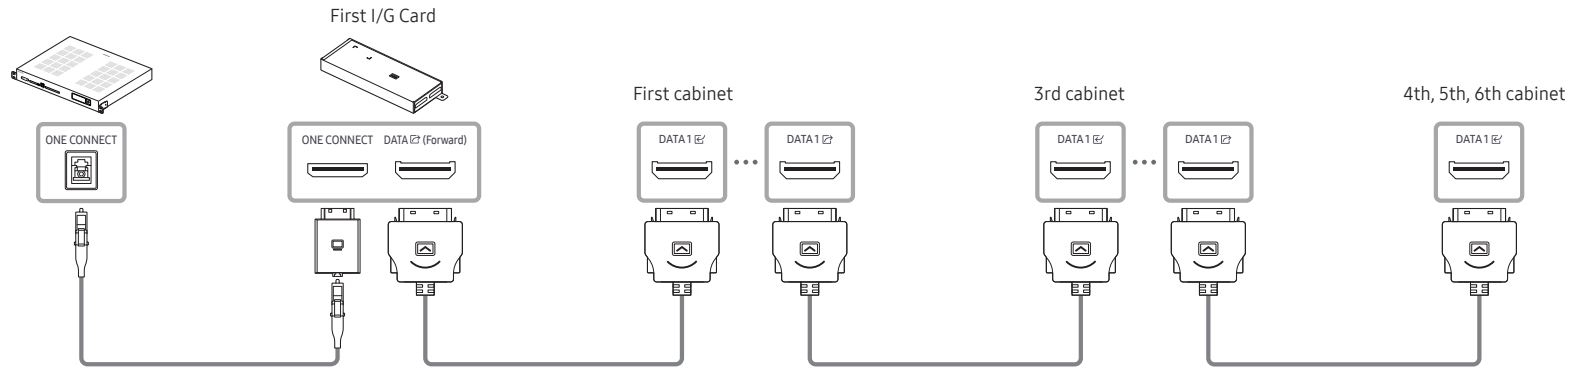 First I/G Card
First cabinet
3rd cabinet
4th, 5th, 6th cabinet
ONE CONNECT
ONE CONNECT
DATA (Forward)
DATA 1
DATA 1
DATA 1
DATA 1
DATA 1